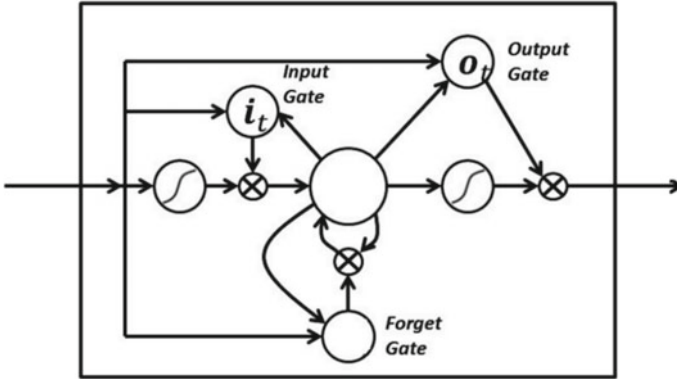 Input
Gate
i_t
o_t
Output
Gate
Forget
Gate